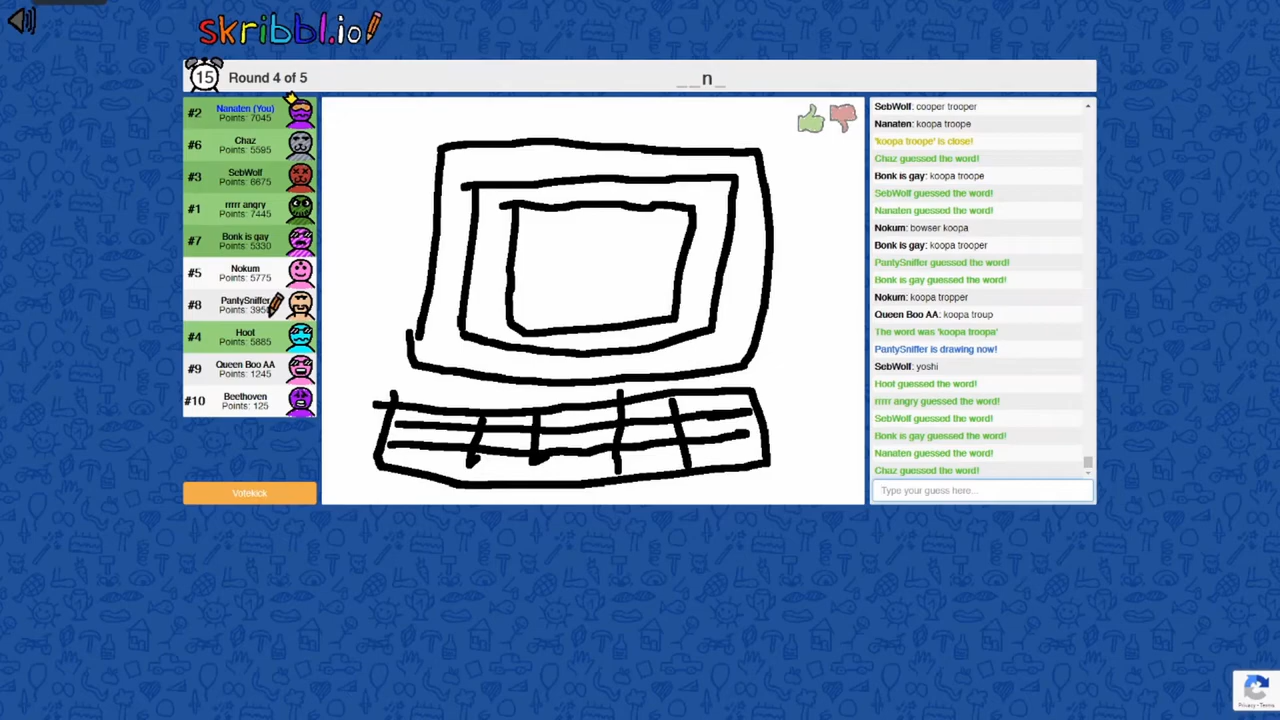 skribbl.io
15 Round 4 of 5
__n_
#2 Nanaten (You)
Points: 7045
#6 Chaz
Points: 5595
#3 SebWolf
Points: 6675
#1 rrrrr angry
Points: 7445
#7 Bonk is gay
Points: 5330
#5 Nokum
Points: 5775
#8 PantySniffer
Points: 3950
#4 Hoot
Points: 5885
#9 Queen Boo AA
Points: 1245
#10 Beethoven
Points: 125
Votekick
SebWolf: cooper trooper
Nanaten: koopa troope
'koopa troope' is close!
Chaz guessed the word!
Bonk is gay: koopa troope
SebWolf guessed the word!
Nanaten guessed the word!
Nokum: bowser koopa
Bonk is gay: koopa trooper
PantySniffer guessed the word!
Bonk is gay guessed the word!
Nokum: koopa tropper
Queen Boo AA: koopa troup
The word was 'koopa troopa'
PantySniffer is drawing now!
SebWolf: yoshi
Hoot guessed the word!
rrrrr angry guessed the word!
SebWolf guessed the word!
Bonk is gay guessed the word!
Nanaten guessed the word!
Chaz guessed the word!
Type your guess here...
Privacy - Terms